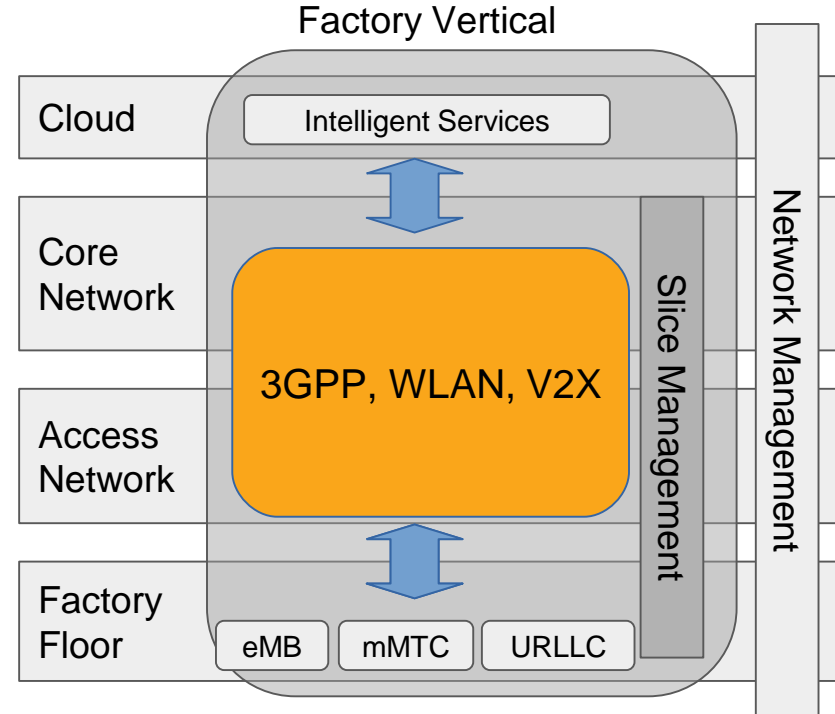 Factory Vertical
Cloud
Intelligent Services
Core
Network
3GPP, WLAN, V2X
Access
Network
Factory
Floor
eMB
mMTC
URLLC
Slice Management
Network Management